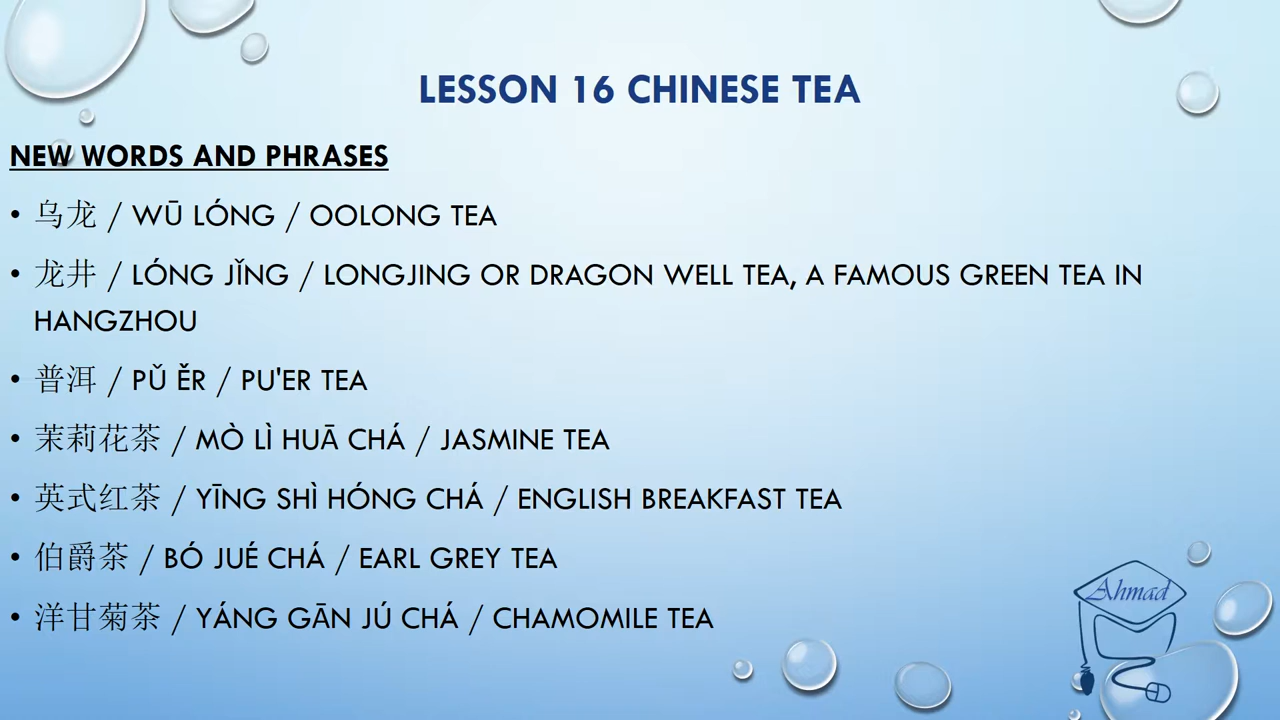 LESSON 16 CHINESE TEA
NEW WORDS AND PHRASES
• 乌龙 / WŪ LÓNG / OOLONG TEA
• 龙井 / LÓNG JǏNG / LONGJING OR DRAGON WELL TEA, A FAMOUS GREEN TEA IN
HANGZHOU
• 普洱 / PǓ ĚR / PU'ER TEA
• 茉莉花茶 / MÒ LÌ HUĀ CHÁ / JASMINE TEA
• 英式红茶 / YĪNG SHÌ HÓNG CHÁ / ENGLISH BREAKFAST TEA
• 伯爵茶 / BÓ JUÉ CHÁ / EARL GREY TEA
• 洋甘菊茶 / YÁNG GĀN JÚ CHÁ / CHAMOMILE TEA
Ahmad